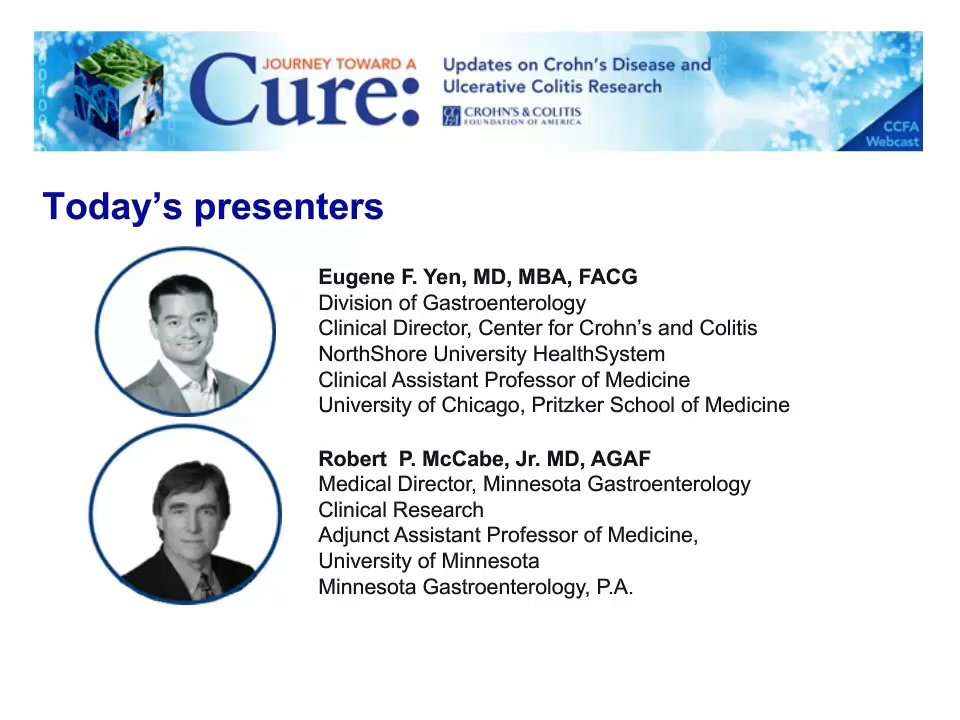 JOURNEY TOWARD A
Cure:
Updates on Crohn's Disease and
Ulcerative Colitis Research
CROHN'S & COLITIS
FOUNDATION OF AMERICA
CCFA
Webcast
Today's presenters
Eugene F. Yen, MD, MBA, FACG
Division of Gastroenterology
Clinical Director, Center for Crohn's and Colitis
NorthShore University HealthSystem
Clinical Assistant Professor of Medicine
University of Chicago, Pritzker School of Medicine
Robert  P. McCabe, Jr. MD, AGAF
Medical Director, Minnesota Gastroenterology
Clinical Research
Adjunct Assistant Professor of Medicine,
University of Minnesota
Minnesota Gastroenterology, P.A.